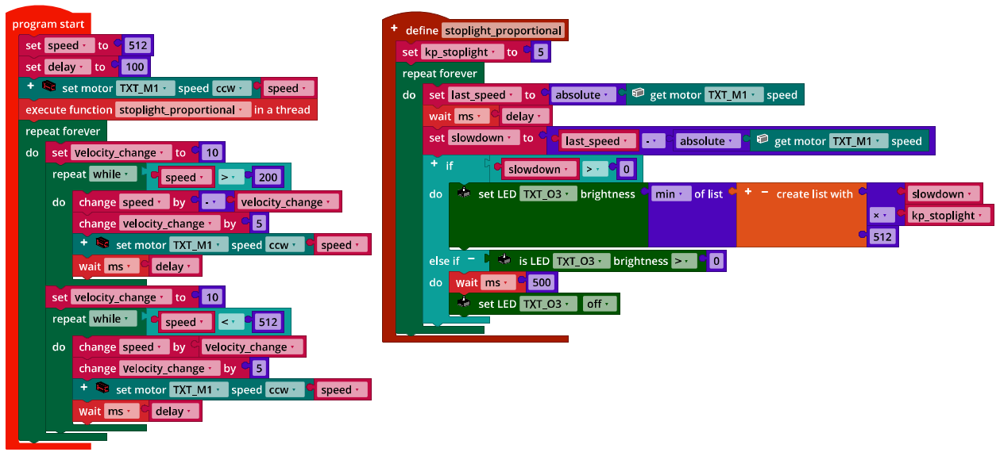 program start
set speed to 512
set delay to 100
+ set motor TXT_M1 speed ccw speed
execute function stoplight_proportional in a thread
repeat forever
do set velocity_change to 10
repeat while speed > 200
do change speed by - velocity_change
change velocity_change by 5
+ set motor TXT_M1 speed ccw speed
wait ms delay
set velocity_change to 10
repeat while speed < 512
do change speed by velocity_change
change velocity_change by 5
+ set motor TXT_M1 speed ccw speed
wait ms delay
+ define stoplight_proportional
set kp_stoplight to 5
repeat forever
do set last_speed to absolute get motor TXT_M1 speed
wait ms delay
set slowdown to last_speed - absolute get motor TXT_M1 speed
+ if slowdown > 0
do set LED TXT_O3 brightness min of list + - create list with slowdown
× kp_stoplight
512
else if - is LED TXT_O3 brightness > 0
do wait ms 500
set LED TXT_O3 off